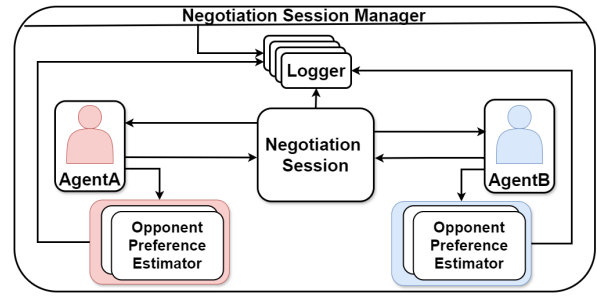 Negotiation Session Manager
Logger
Negotiation
Session
AgentA
AgentB
Opponent
Preference
Estimator
Opponent
Preference
Estimator